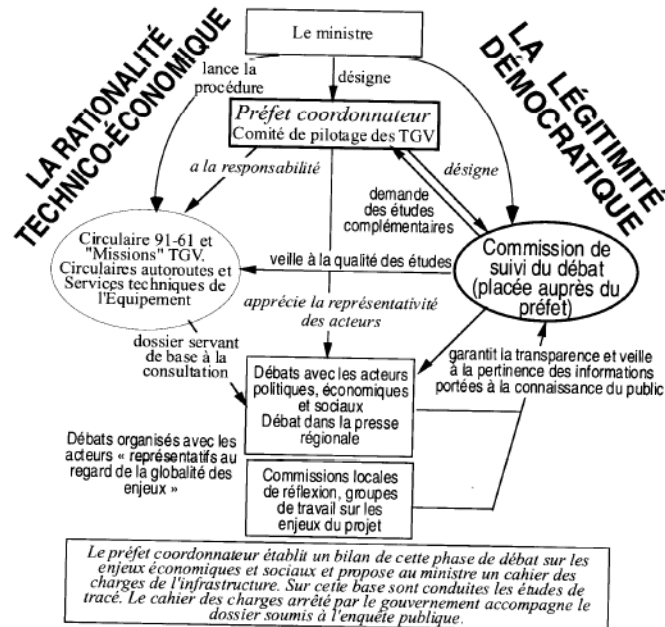 LA RATIONALITÉ
TECHNICO-ÉCONOMIQUE
LA LÉGITIMITÉ
DÉMOCRATIQUE
Le ministre
lance la
procédure
désigne
Préfet coordonnateur
Comité de pilotage des TGV
a la responsabilité
désigne
demande
des études
complémentaires
Circulaire 91-61 et
"Missions" TGV.
Circulaires autoroutes et
Services techniques de
l'Equipement
veille à la qualité des études
Commission de
suivi du débat
(placée auprès du
préfet)
apprécie la représentativité
des acteurs
dossier servant
de base à la
consultation
garantit la transparence et veille
à la pertinence des informations
portées à la connaissance du public
Débats avec les acteurs
politiques, économiques
et sociaux
Débat dans la presse
régionale
Débats organisés avec les
acteurs « représentatifs au
regard de la globalité des
enjeux »
Commissions locales
de réflexion, groupes
de travail sur les
enjeux du projet
Le préfet coordonnateur établit un bilan de cette phase de débat sur les
enjeux économiques et sociaux et propose au ministre un cahier des
charges de l'infrastructure. Sur cette base sont conduites les études de
tracé. Le cahier des charges arrêté par le gouvernement accompagne le
dossier soumis à l'enquête publique.